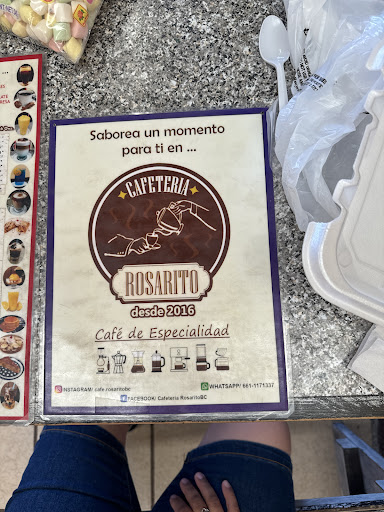 Saborea un momento
para ti en ...
CAFETERIA
ROSARITO
desde 2016
Café de Especialidad
INSTAGRAM/ cafe.rosaritobc
WHATSAPP/ 661-1171337
FACEBOOK/ Cafeteria RosaritoBC